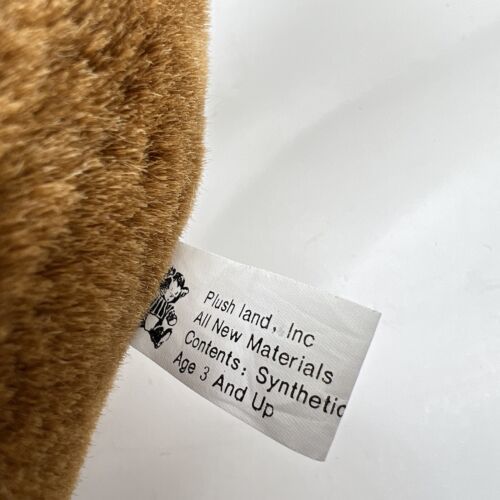 Plush land,. Inc
All New Materials
Contents: Synthetic
Age 3 And Up